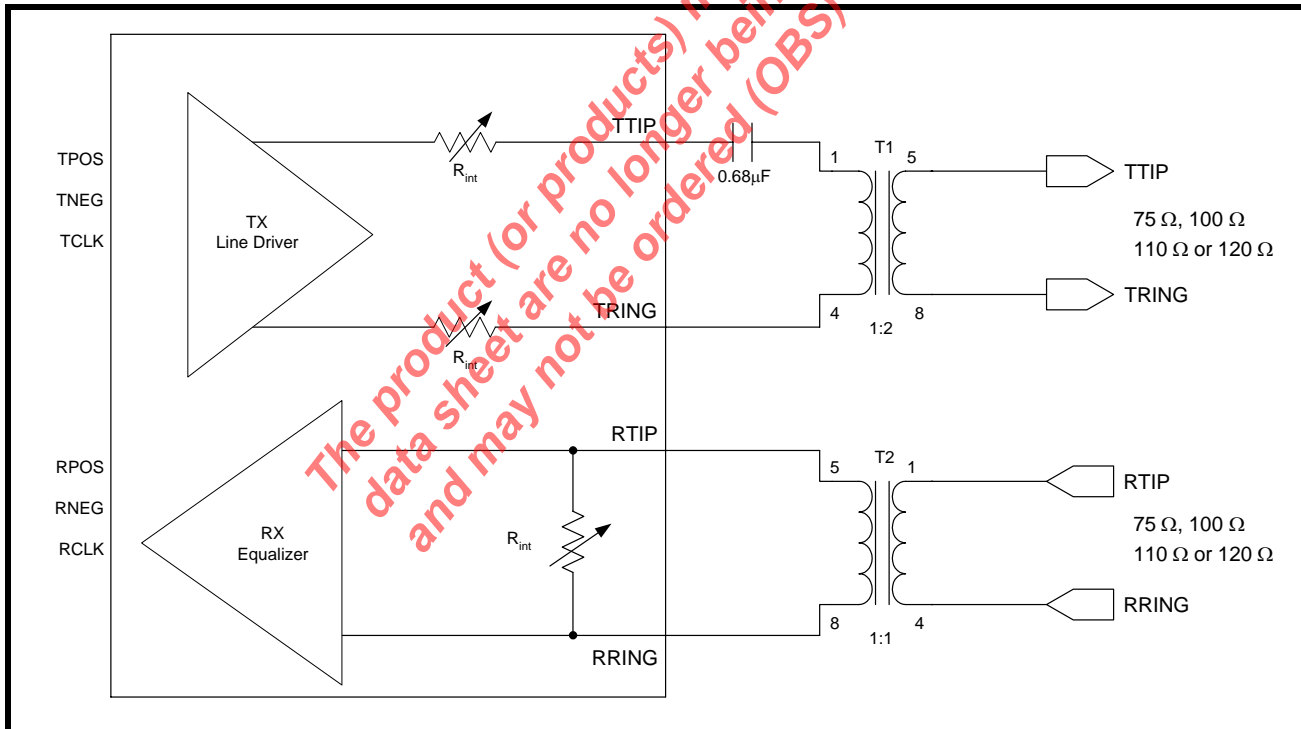 TPOS
TNEG
TCLK
TX
Line Driver
R_int
TTIP
0.68µF
1
T1
5
TTIP
75 Ω, 100 Ω
110 Ω or 120 Ω
TRING
R_int
TRING
4
1:2
8
RPOS
RNEG
RCLK
RX
Equalizer
RTIP
R_int
RRING
5
T2
1
RTIP
75 Ω, 100 Ω
110 Ω or 120 Ω
RRING
8
1:1
4
The product (or products)
data sheet are no longer
and may not be ordered (OBS)